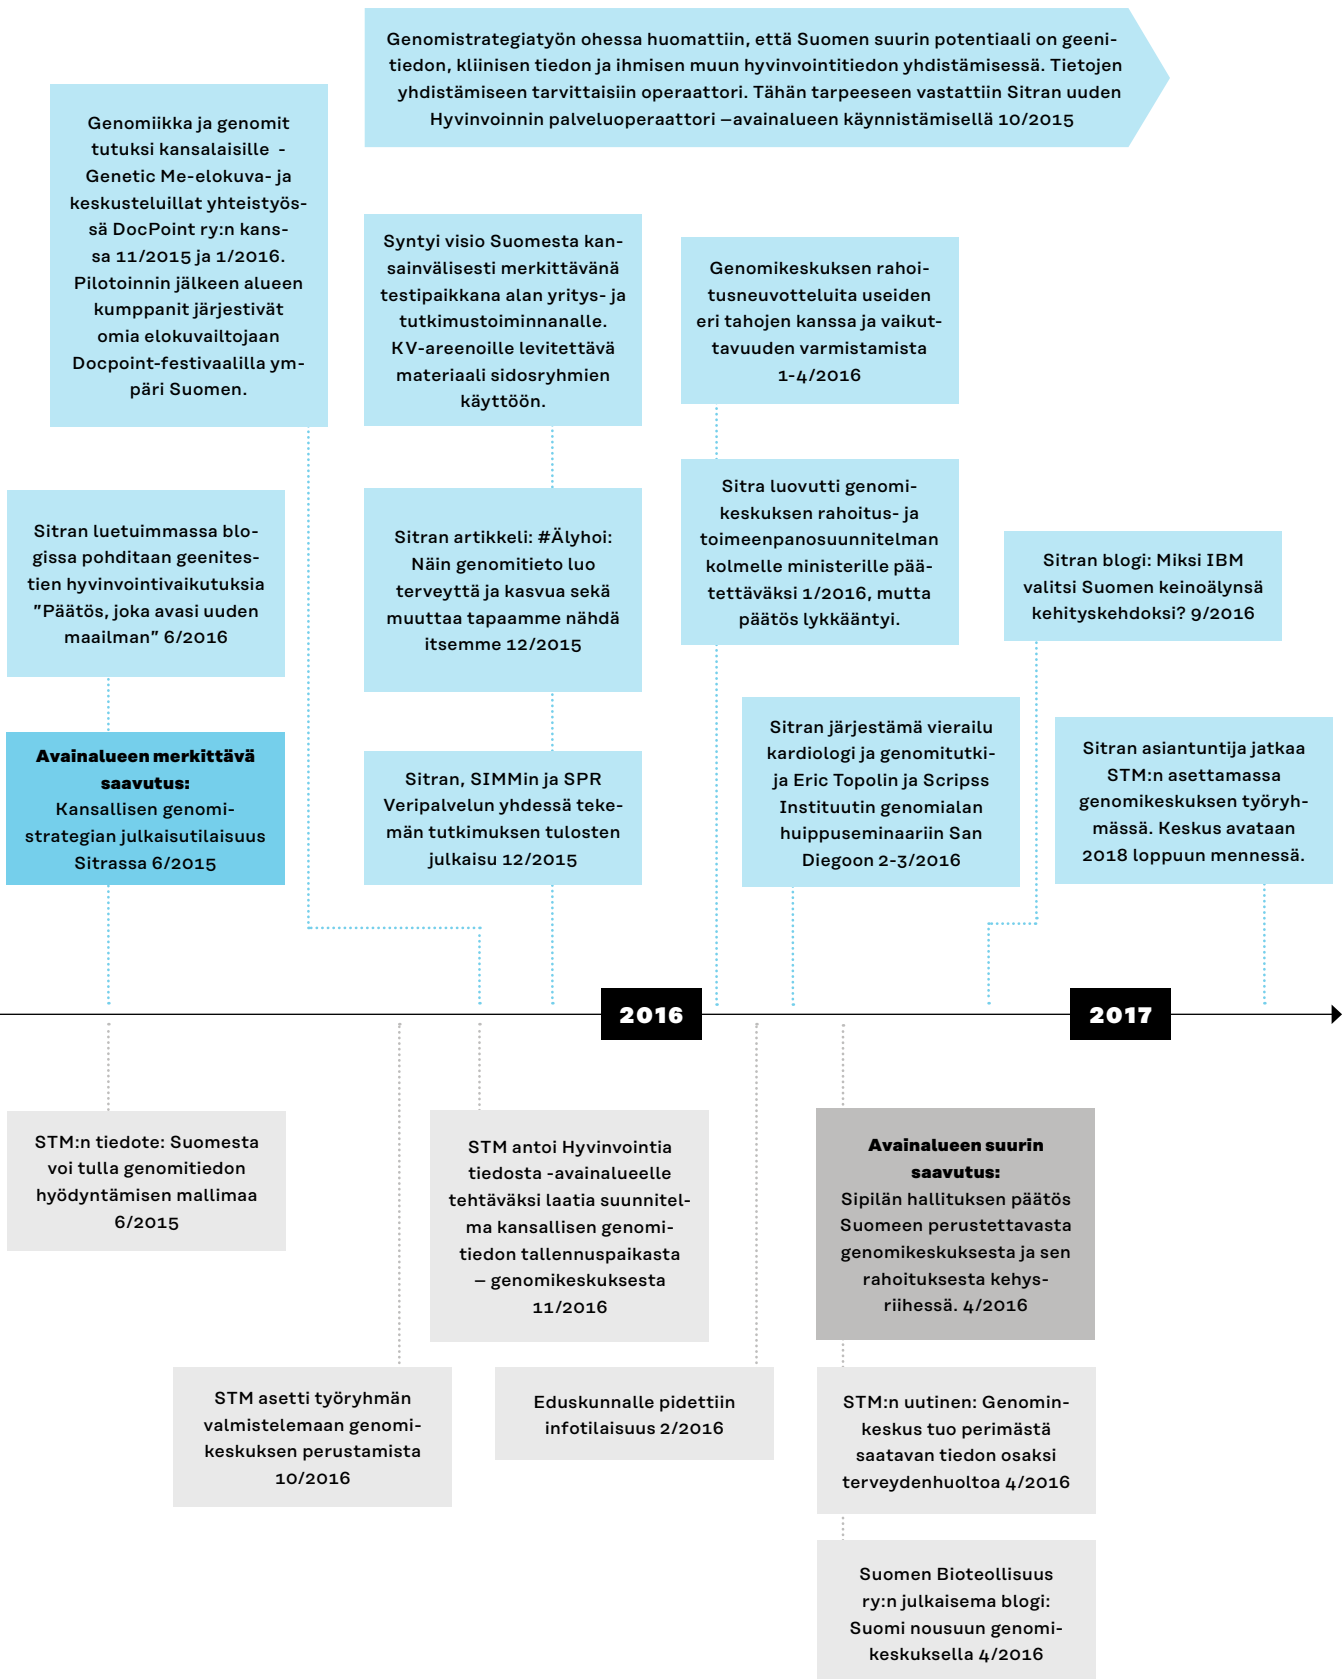 Genomistrategiatyön ohessa huomattiin, että Suomen suurin potentiaali on geeni-
tiedon, kliinisen tiedon ja ihmisen muun hyvinvointitiedon yhdistämisessä. Tietojen
yhdistämiseen tarvittaisiin operaattori. Tähän tarpeeseen vastattiin Sitran uuden
Hyvinvoinnin palveluoperaattori –avainalueen käynnistämisellä 10/2015
Genomiikka ja genomit
tutuksi kansalaisille -
Genetic Me-elokuva- ja
keskusteluillat yhteistyös-
sä DocPoint ry:n kans-
sa 11/2015 ja 1/2016.
Pilotoinnin jälkeen alueen
kumppanit järjestivät
omia elokuvailtojaan
Docpoint-festivaalilla ym-
päri Suomen.
Syntyi visio Suomesta kan-
sainvälisesti merkittävänä
testipaikkana alan yritys- ja
tutkimustoiminnanalle.
KV-areenoille levitettävä
materiaali sidosryhmien
käyttöön.
Genomikeskuksen rahoi-
tusneuvotteluita useiden
eri tahojen kanssa ja vaikut-
tavuuden varmistamista
1-4/2016
Sitran luetuimmassa blo-
gissa pohditaan geenites-
tien hyvinvointivaikutuksia
”Päätös, joka avasi uuden
maailman” 6/2016
Sitran artikkeli: #Älyhoi:
Näin genomitieto luo
terveyttä ja kasvua sekä
muuttaa tapaamme nähdä
itsemme 12/2015
Sitra luovutti genomi-
keskuksen rahoitus- ja
toimeenpanosuunnitelman
kolmelle ministerille pää-
tettäväksi 1/2016, mutta
päätös lykkääntyi.
Sitran blogi: Miksi IBM
valitsi Suomen keinoälynsä
kehityskehdoksi? 9/2016
Avainalueen merkittävä
saavutus:
Kansallisen genomi-
strategian julkaisutilaisuus
Sitrassa 6/2015
Sitran, SIMMin ja SPR
Veripalvelun yhdessä teke-
män tutkimuksen tulosten
julkaisu 12/2015
Sitran järjestämä vierailu
kardiologi ja genomitutki-
ja Eric Topolin ja Scripss
Instituutin genomialan
huippuseminaariin San
Diegoon 2-3/2016
Sitran asiantuntija jatkaa
STM:n asettamassa
genomikeskuksen työryh-
mässä. Keskus avataan
2018 loppuun mennessä.
2016
2017
STM:n tiedote: Suomesta
voi tulla genomitiedon
hyödyntämisen mallimaa
6/2015
STM antoi Hyvinvointia
tiedosta -avainalueelle
tehtäväksi laatia suunnitel-
ma kansallisen genomi-
tiedon tallennuspaikasta
– genomikeskuksesta
11/2016
Avainalueen suurin
saavutus:
Sipilän hallituksen päätös
Suomeen perustettavasta
genomikeskuksesta ja sen
rahoituksesta kehys-
riihessä. 4/2016
STM asetti työryhmän
valmistelemaan genomi-
keskuksen perustamista
10/2016
Eduskunnalle pidettiin
infotilaisuus 2/2016
STM:n uutinen: Genomin-
keskus tuo perimästä
saatavan tiedon osaksi
terveydenhuoltoa 4/2016
Suomen Bioteollisuus
ry:n julkaisema blogi:
Suomi nousuun genomi-
keskuksella 4/2016